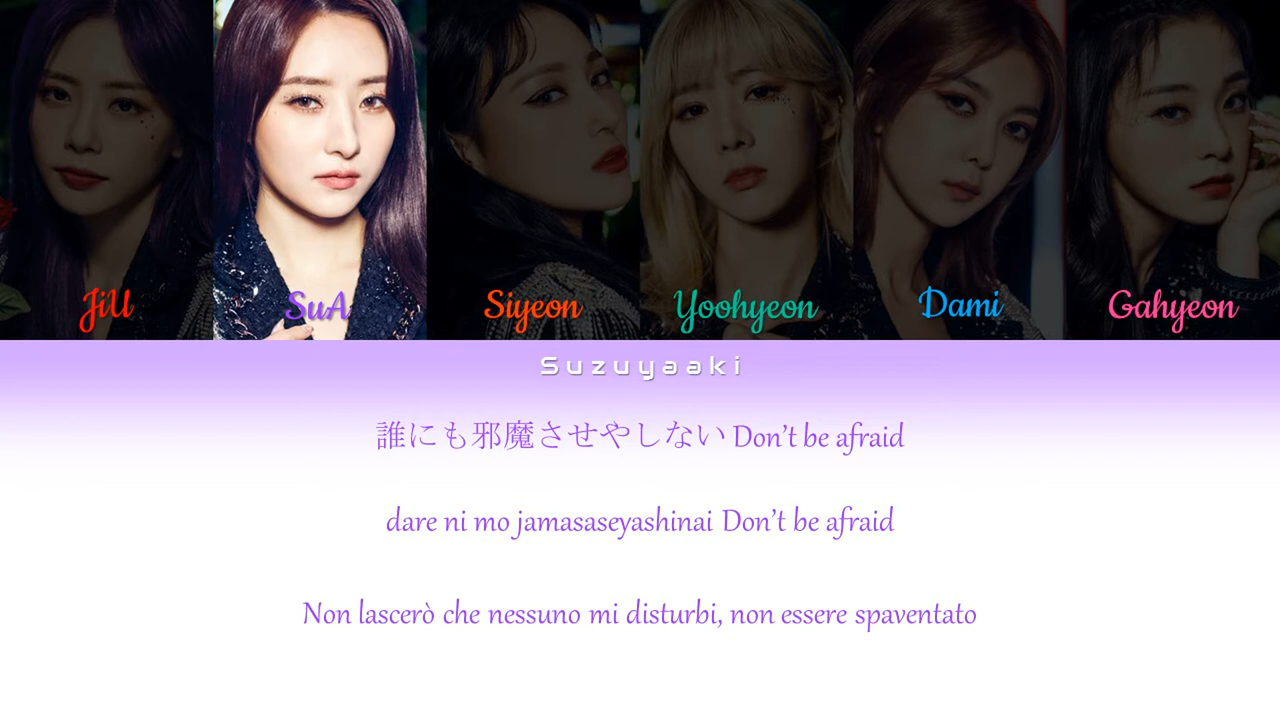 JiU SuA Siyeon Yoohyeon Dami Gahyeon
Suzuyaaki
誰にも邪魔させやしない Don't be afraid
dare ni mo jamasaseyashinai Don't be afraid
Non lascerò che nessuno mi disturbi, non essere spaventato